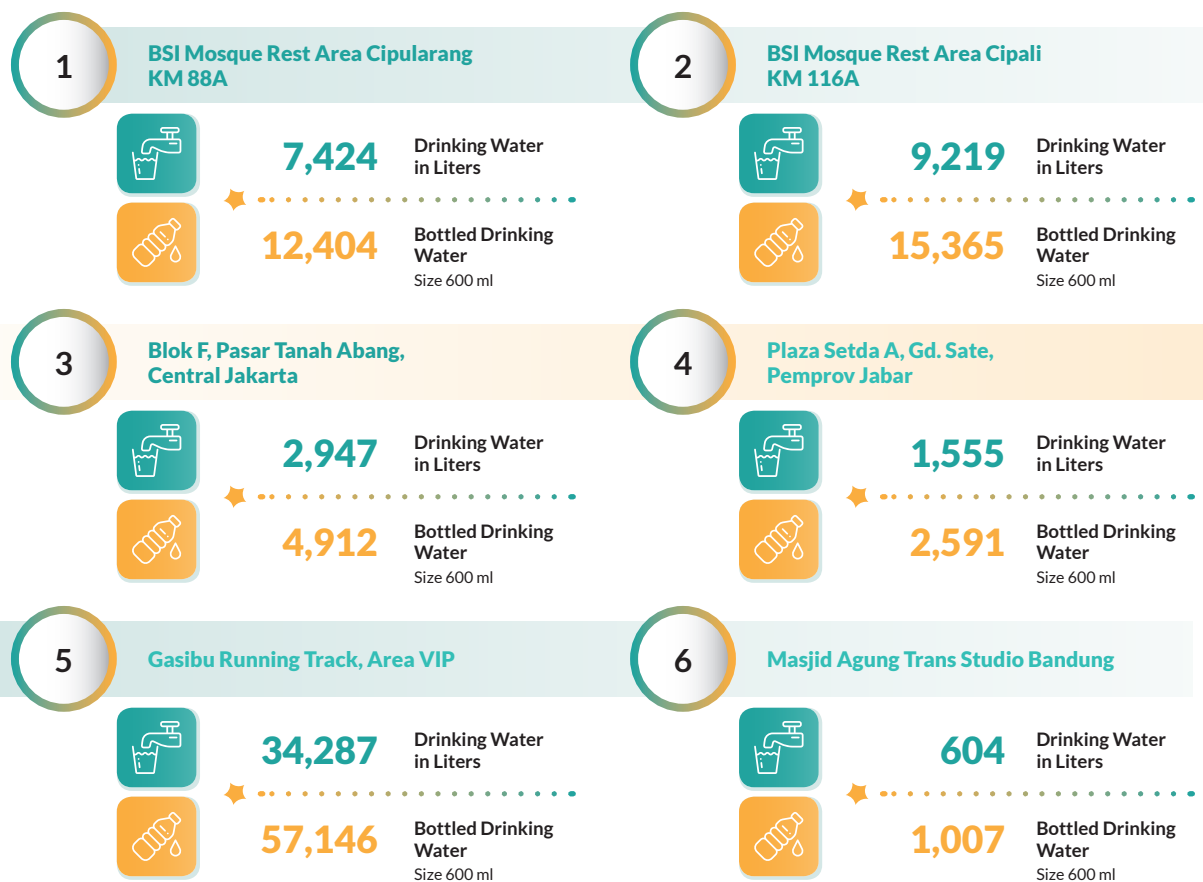 1
BSI Mosque Rest Area Cipularang
KM 88A
7,424
Drinking Water
in Liters
12,404
Bottled Drinking
Water
Size 600 ml
2
BSI Mosque Rest Area Cipali
KM 116A
9,219
Drinking Water
in Liters
15,365
Bottled Drinking
Water
Size 600 ml
3
Blok F, Pasar Tanah Abang,
Central Jakarta
2,947
Drinking Water
in Liters
4,912
Bottled Drinking
Water
Size 600 ml
4
Plaza Setda A, Gd. Sate,
Pemprov Jabar
1,555
Drinking Water
in Liters
2,591
Bottled Drinking
Water
Size 600 ml
5
Gasibu Running Track, Area VIP
34,287
Drinking Water
in Liters
57,146
Bottled Drinking
Water
Size 600 ml
6
Masjid Agung Trans Studio Bandung
604
Drinking Water
in Liters
1,007
Bottled Drinking
Water
Size 600 ml